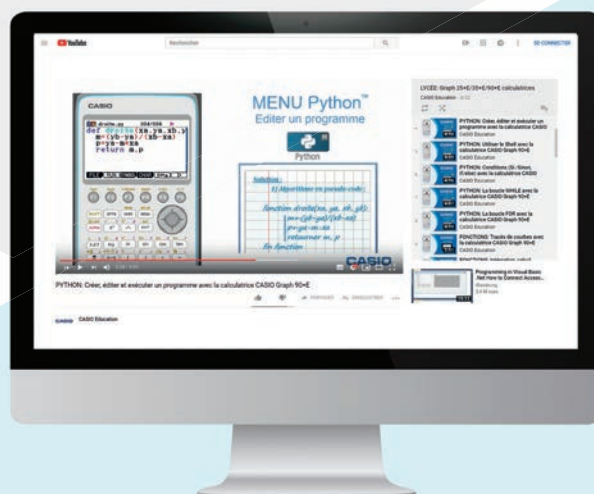 YouTube
Rechercher
SE CONNECTER
CASIO
droite.py
def droite(xa,ya,xb,y
m=(yb-ya)/(xb-xa)
p=ya-m*xa
return m,p
MENU Python™
Editer un programme
Python
Solution :
1) Algorithme en pseudo-code :
fonction droite(xa, ya, xb, yb):
m←(yb-ya)/(xb-xa)
p←ya-m·xa
retourner m, p
fin fonction
CASIO
LYCÉE: Graph 25+E/35+E/90+E calculatrices
CASIO Education
PYTHON: Créer, éditer et exécuter un
programme avec la calculatrice CASIO
CASIO Education
PYTHON: Utiliser le Shell avec la
calculatrice CASIO Graph 90+E
CASIO Education
PYTHON: Conditions (Si/Sinon,
if/else) avec la calculatrice CASIO
CASIO Education
PYTHON: La boucle WHILE avec la
calculatrice CASIO Graph 90+E
CASIO Education
PYTHON: La boucle FOR avec la
calculatrice CASIO Graph 90+E
CASIO Education
FONCTIONS: Tracés de courbes avec
la calculatrice CASIO Graph 90+E
CASIO Education
Programming in Visual Basic
.Net How to Connect Access...
PYTHON: Créer, éditer et exécuter un programme avec la calculatrice CASIO Graph 90+E
PARTAGER
ENREGISTRER
CASIO
CASIO Education